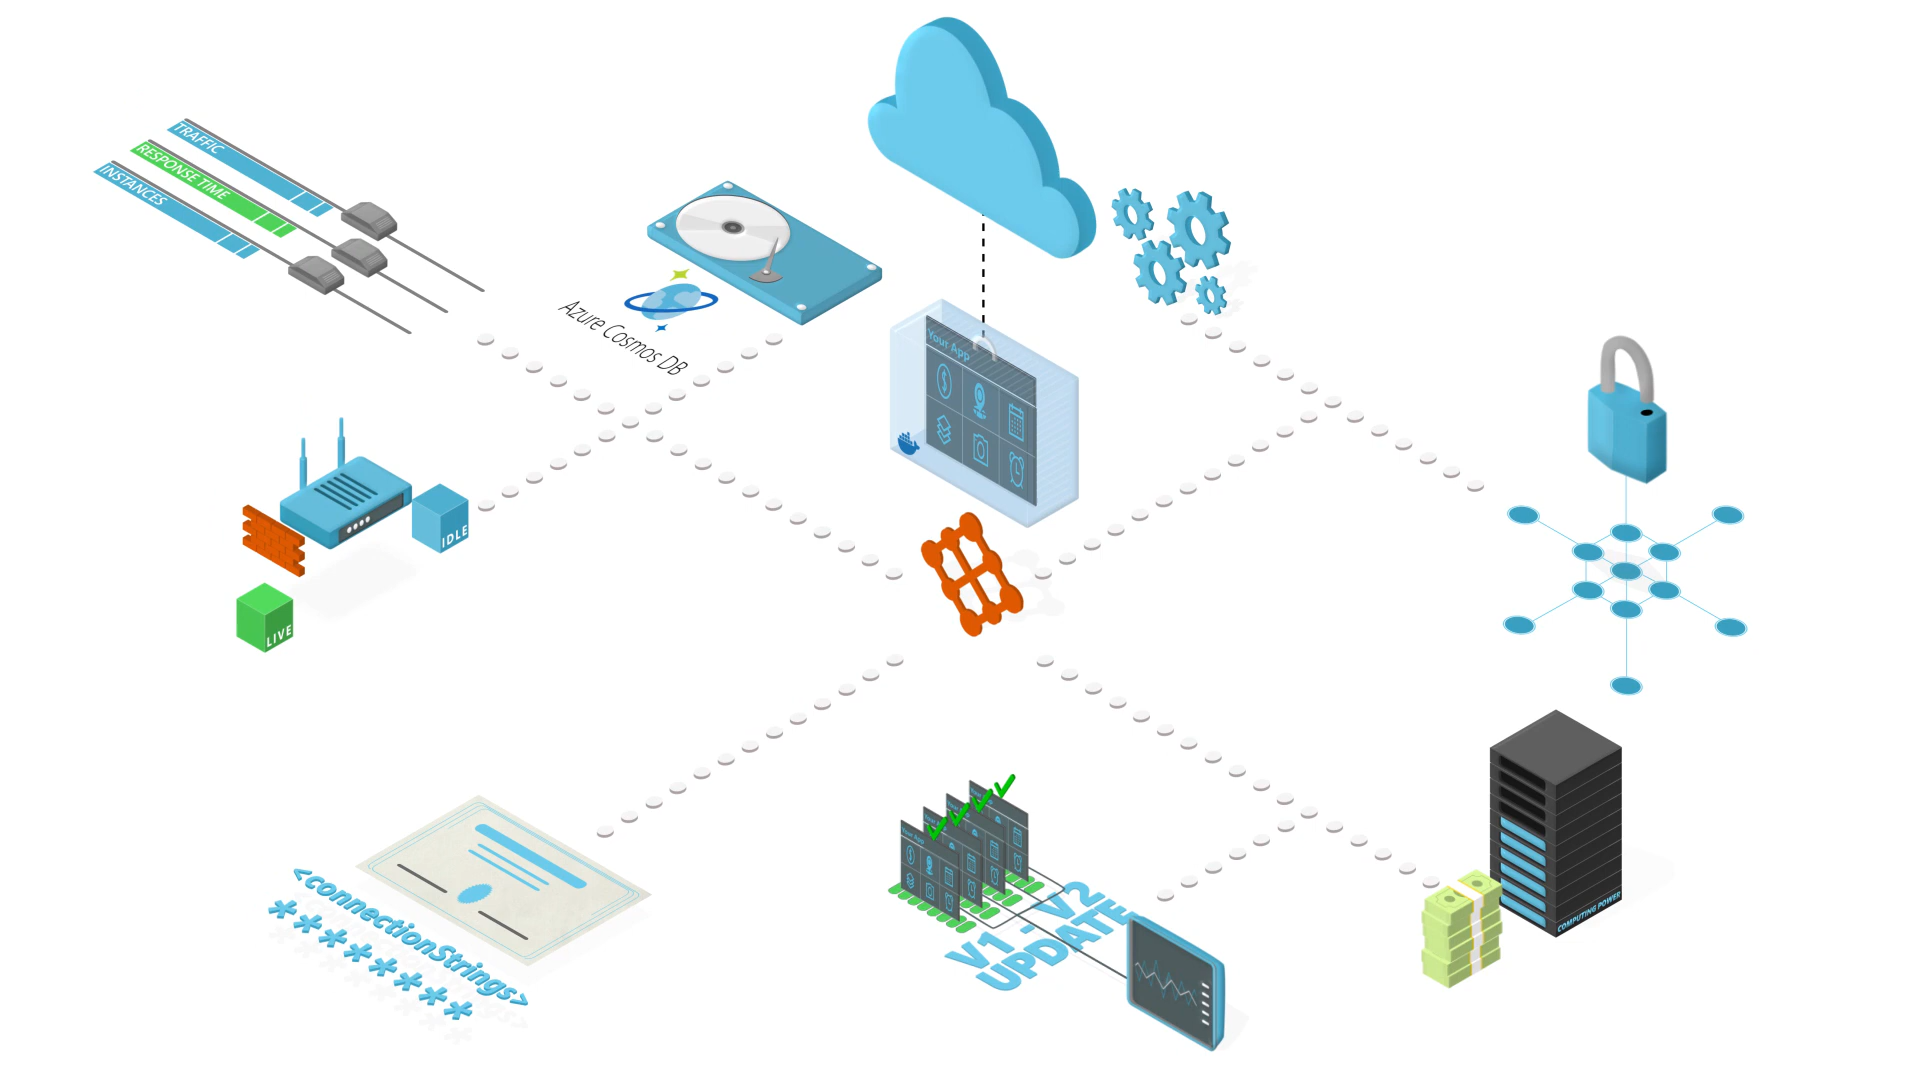 TRAFFIC
RESPONSE TIME
INSTANCES
Azure Cosmos DB
Your App
IDLE
LIVE
<connectionStrings>
********
V1 - V2
UPDATE
COMPUTING POWER